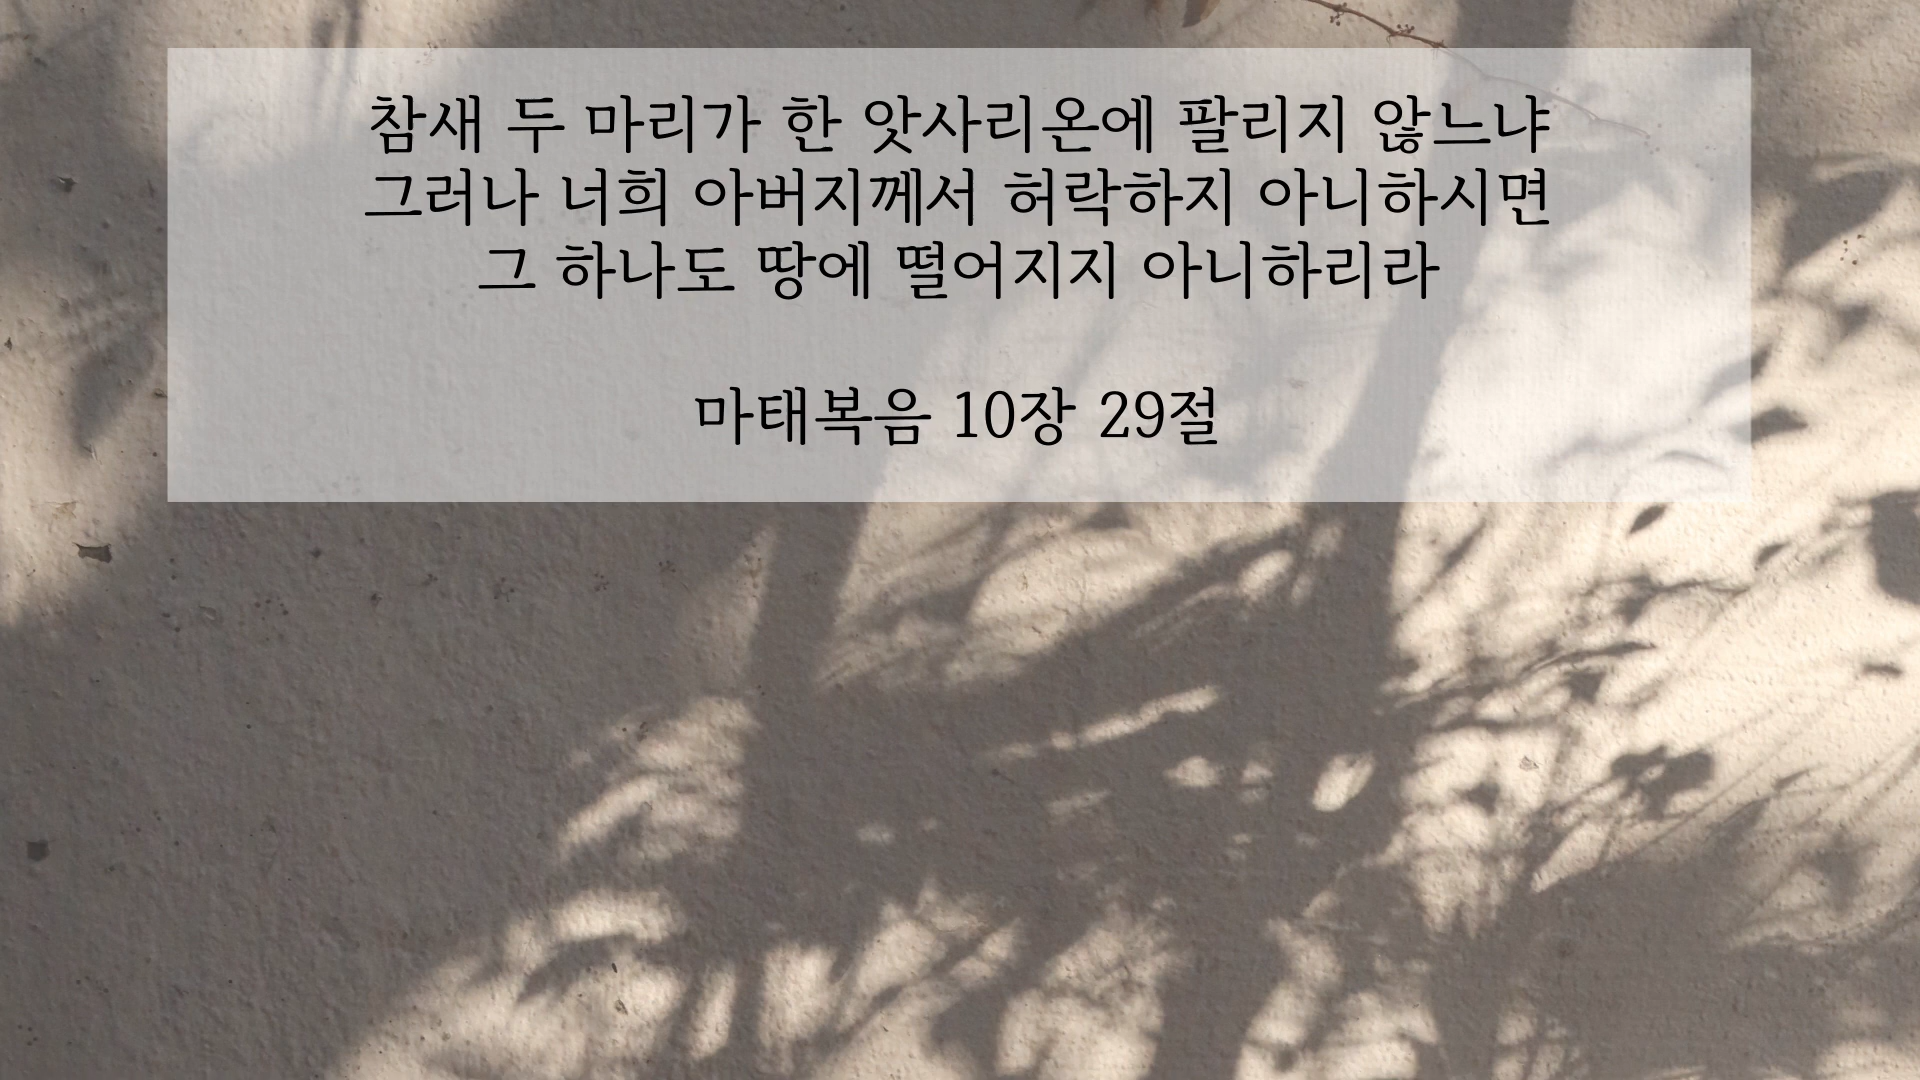 참새 두 마리가 한 앗사리온에 팔리지 않느냐
그러나 너희 아버지께서 허락하지 아니하시면
그 하나도 땅에 떨어지지 아니하리라
마태복음 10장 29절